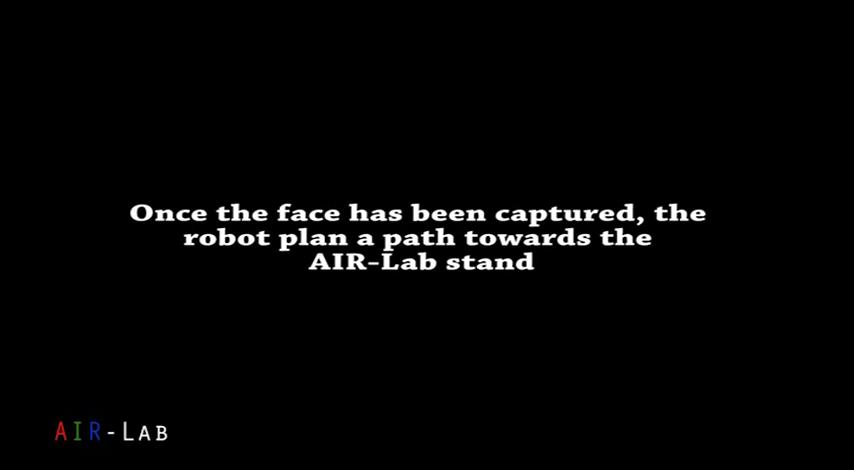 Once the face has been captured, the
robot plan a path towards the
AIR-Lab stand
AIR-LAB